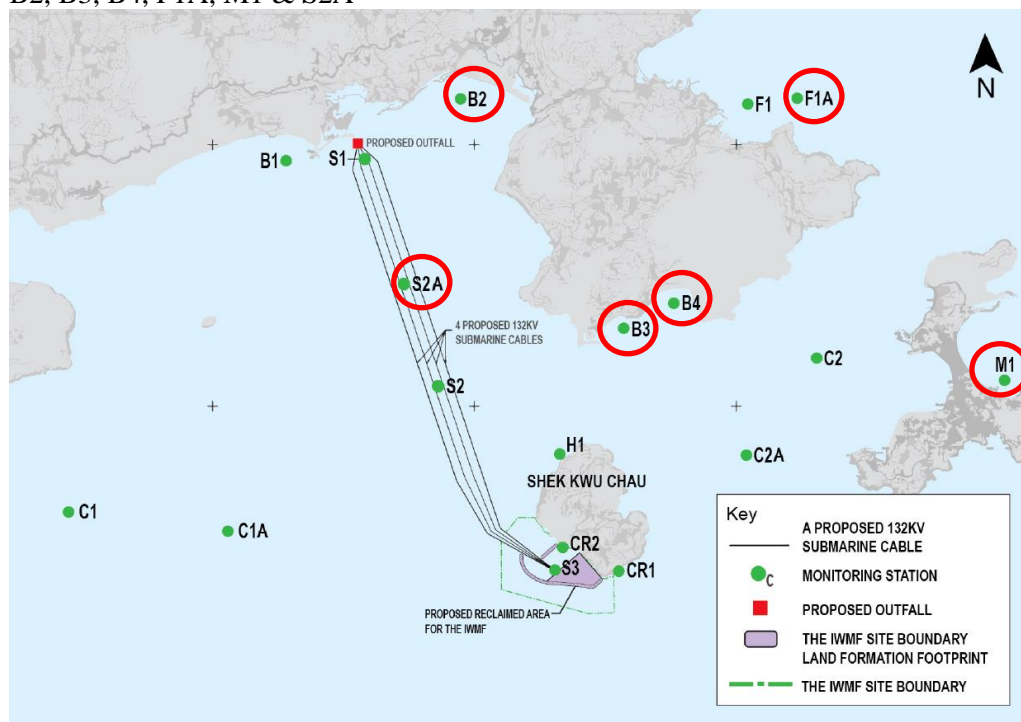 B2, B3, B4, F1A, M1 & S2A
N
B2
F1
F1A
PROPOSED OUTFALL
B1
S1
S2A
B4
B3
4 PROPOSED 132KV
SUBMARINE CABLES
C2
M1
S2
H1
C2A
SHEK KWU CHAU
C1
C1A
CR2
S3
CR1
PROPOSED RECLAIMED AREA
FOR THE IWMF
Key
A PROPOSED 132KV
SUBMARINE CABLE
C
MONITORING STATION
PROPOSED OUTFALL
THE IWMF SITE BOUNDARY
LAND FORMATION FOOTPRINT
THE IWMF SITE BOUNDARY